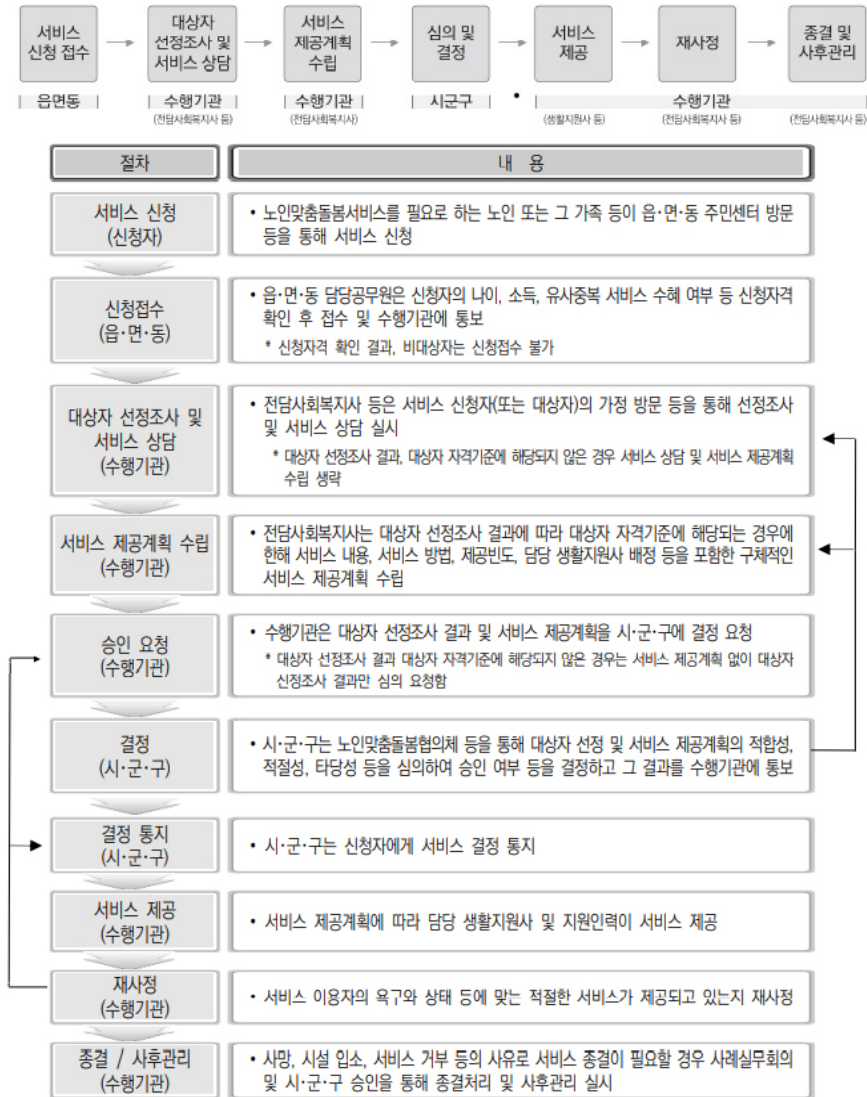 서비스
신청 접수
대상자
선정조사 및
서비스 상담
서비스
제공계획
수립
심의 및
결정
서비스
제공
재사정
종결 및
사후관리
읍면동
수행기관
(전담사회복지사 등)
수행기관
(전담사회복지사)
시군구
•
수행기관
(생활지원사 등)
(전담사회복지사 등)
(전담사회복지사 등)
절차
내 용
서비스 신청
(신청자)
• 노인맞춤돌봄서비스를 필요로 하는 노인 또는 그 가족 등이 읍·면·동 주민센터 방문
등을 통해 서비스 신청
신청접수
(읍·면·동)
• 읍·면·동 담당공무원은 신청자의 나이, 소득, 유사중복 서비스 수혜 여부 등 신청자격
확인 후 접수 및 수행기관에 통보
* 신청자격 확인 결과, 비대상자는 신청접수 불가
대상자 선정조사 및
서비스 상담
(수행기관)
• 전담사회복지사 등은 서비스 신청자(또는 대상자)의 가정 방문 등을 통해 선정조사
및 서비스 상담 실시
* 대상자 선정조사 결과, 대상자 자격기준에 해당되지 않은 경우 서비스 상담 및 서비스 제공계획
수립 생략
서비스 제공계획 수립
(수행기관)
• 전담사회복지사는 대상자 선정조사 결과에 따라 대상자 자격기준에 해당되는 경우에
한해 서비스 내용, 서비스 방법, 제공빈도, 담당 생활지원사 배정 등을 포함한 구체적인
서비스 제공계획 수립
승인 요청
(수행기관)
• 수행기관은 대상자 선정조사 결과 및 서비스 제공계획을 시·군·구에 결정 요청
* 대상자 선정조사 결과 대상자 자격기준에 해당되지 않은 경우는 서비스 제공계획 없이 대상자
선정조사 결과만 심의 요청함
결정
(시·군·구)
• 시·군·구는 노인맞춤돌봄협의체 등을 통해 대상자 선정 및 서비스 제공계획의 적합성,
적절성, 타당성 등을 심의하여 승인 여부 등을 결정하고 그 결과를 수행기관에 통보
결정 통지
(시·군·구)
• 시·군·구는 신청자에게 서비스 결정 통지
서비스 제공
(수행기관)
• 서비스 제공계획에 따라 담당 생활지원사 및 지원인력이 서비스 제공
재사정
(수행기관)
• 서비스 이용자의 욕구와 상태 등에 맞는 적절한 서비스가 제공되고 있는지 재사정
종결 / 사후관리
(수행기관)
• 사망, 시설 입소, 서비스 거부 등의 사유로 서비스 종결이 필요할 경우 사례실무회의
및 시·군·구 승인을 통해 종결처리 및 사후관리 실시